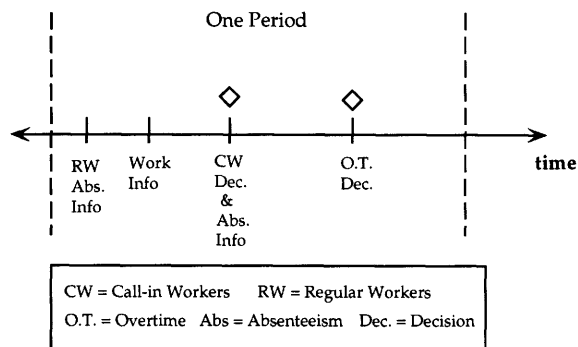 One Period
RW
Abs.
Info
Work
Info
CW
Dec.
&
Abs.
Info
O.T.
Dec.
time
CW = Call-in Workers RW = Regular Workers
O.T. = Overtime Abs = Absenteeism Dec. = Decision